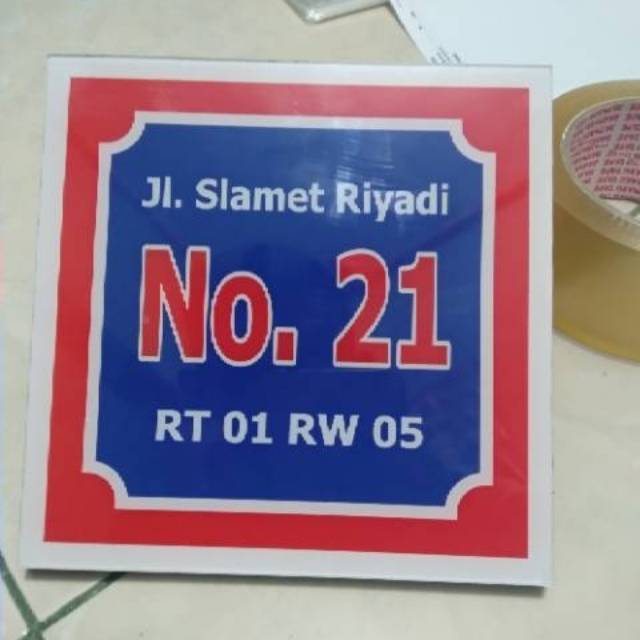 Jl. Slamet Riyadi
No. 21
RT 01 RW 05